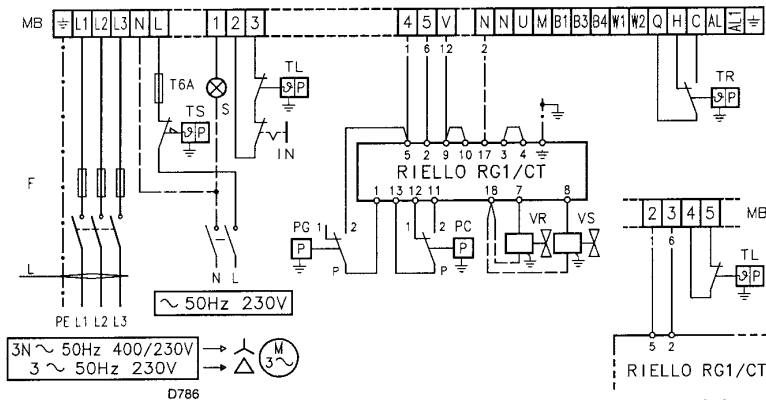 MB ⏚ L1 L2 L3 N L 1 2 3 4 5 V N N U M B1 B3 B4 W1 W2 Q H C AL AL1 ⏚
1 6 12 2
T6A S TL ϑ P
TS ϑ P
IN
TR ϑ P
5 2 9 10 17 3 4
RIELLO RG1/CT
1 13 12 11 18 7 8
F
PG P 1 2 P
1 2 PC P P
VR VS
2 3 4 5 MB
1 6
TL ϑ P
L
N L
~ 50Hz 230V
PE L1 L2 L3
5 2
RIELLO RG1/CT
3N ~ 50Hz 400/230V
3 ~ 50Hz 230V
M
3~
D786